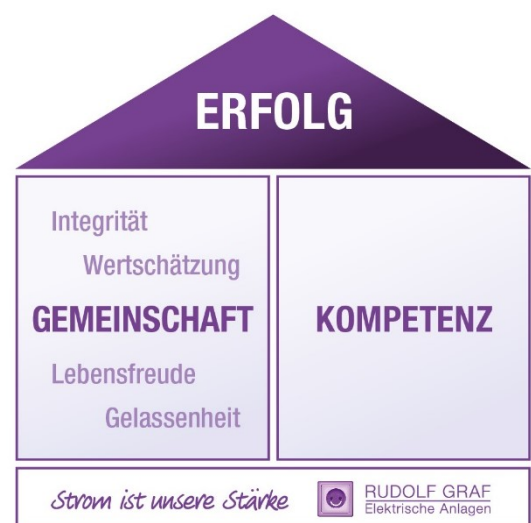 ERFOLG
Integrität
Wertschätzung
GEMEINSCHAFT
Lebensfreude
Gelassenheit
KOMPETENZ
Strom ist unsere Stärke
RUDOLF GRAF
Elektrische Anlagen